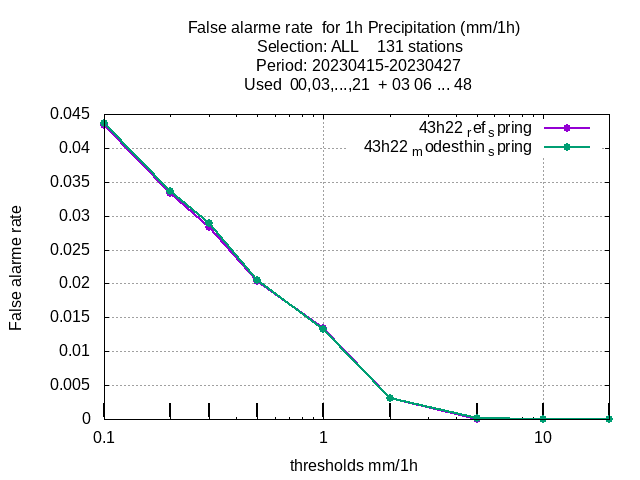 False alarme rate  for 1h Precipitation (mm/1h)
Selection: ALL    131 stations
Period: 20230415-20230427
Used  00,03,...,21  + 03 06 ... 48
0.045
0.04
0.035
0.03
0.025
0.02
0.015
0.01
0.005
0
43h22 ref spring
43h22 modesthin spring
False alarme rate
0.1
1
10
thresholds mm/1h